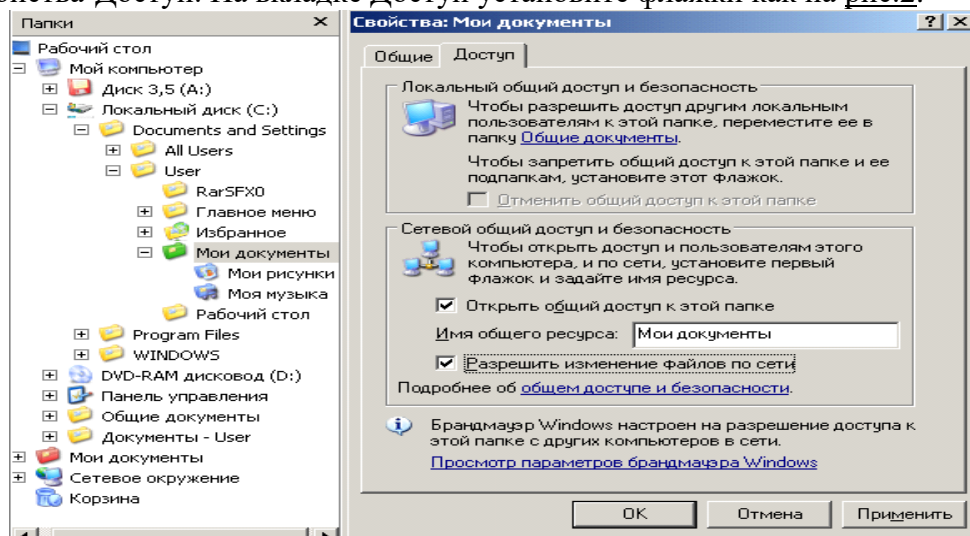 свойства Доступ. На вкладке Доступ установите флажки как на рис.2.
Папки
Рабочий стол
Мой компьютер
Диск 3,5 (A:)
Локальный диск (C:)
Documents and Settings
All Users
User
RarSFX0
Главное меню
Избранное
Мои документы
Мои рисунки
Моя музыка
Рабочий стол
Program Files
WINDOWS
DVD-RAM дисковод (D:)
Панель управления
Общие документы
Документы - User
Мои документы
Сетевое окружение
Корзина
Свойства: Мои документы
Общие Доступ
Локальный общий доступ и безопасность
Чтобы разрешить доступ другим локальным
пользователям к этой папке, переместите ее в
папку Общие документы.
Чтобы запретить общий доступ к этой папке и ее
подпапкам, установите этот флажок.
Отменить общий доступ к этой папке
Сетевой общий доступ и безопасность
Чтобы открыть доступ и пользователям этого
компьютера, и по сети, установите первый
флажок и задайте имя ресурса.
Открыть общий доступ к этой папке
Имя общего ресурса: Мои документы
Разрешить изменение файлов по сети
Подробнее об общем доступе и безопасности.
Брандмауэр Windows настроен на разрешение доступа к
этой папке с других компьютеров в сети.
Просмотр параметров брандмауэра Windows
OK Отмена Применить